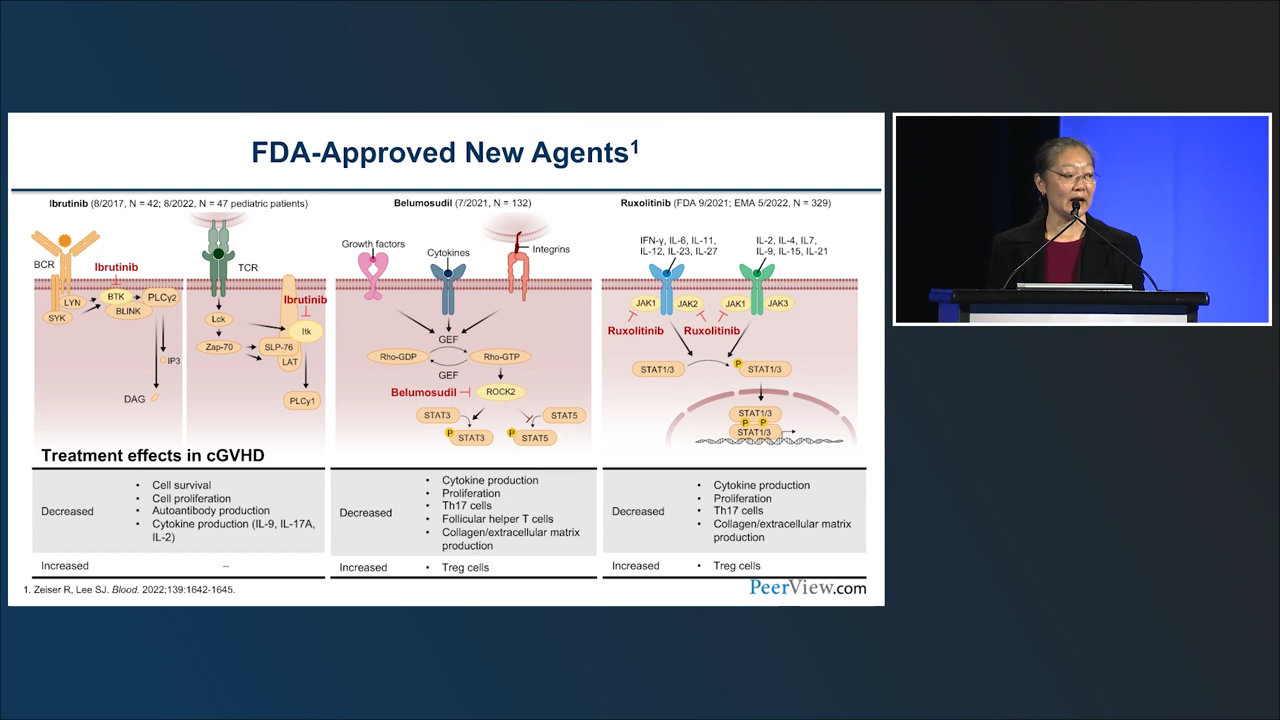 FDA-Approved New Agents1
Ibrutinib (8/2017, N = 42; 8/2022, N = 47 pediatric patients)
BCR
Ibrutinib
LYN
BTK
PLCγ2
SYK
BLINK
IP3
DAG
TCR
Ibrutinib
Lck
Itk
Zap-70
SLP-76
LAT
PLCy1
Belumosudil (7/2021, N = 132)
Growth factors
Cytokines
Integrins
GEF
Rho-GDP
Rho-GTP
GEF
Belumosudil
ROCK2
STAT3
STAT5
P
STAT3
P
STAT5
Ruxolitinib (FDA 9/2021; EMA 5/2022, N = 329)
IFN-γ, IL-6, IL-11,
IL-12, IL-23, IL-27
IL-2, IL-4, IL7,
IL-9, IL-15, IL-21
JAK1
JAK2
JAK1
JAK3
Ruxolitinib
Ruxolitinib
STAT1/3
P
STAT1/3
STAT1/3
P P
STAT1/3
Treatment effects in cGVHD
Decreased
• Cell survival
• Cell proliferation
• Autoantibody production
• Cytokine production (IL-9, IL-17A,
IL-2)
Increased
–
Decreased
• Cytokine production
• Proliferation
• Th17 cells
• Follicular helper T cells
• Collagen/extracellular matrix
production
Increased
• Treg cells
Decreased
• Cytokine production
• Proliferation
• Th17 cells
• Collagen/extracellular matrix
production
Increased
• Treg cells
1. Zeiser R, Lee SJ. Blood. 2022;139:1642-1645.
PeerView.com